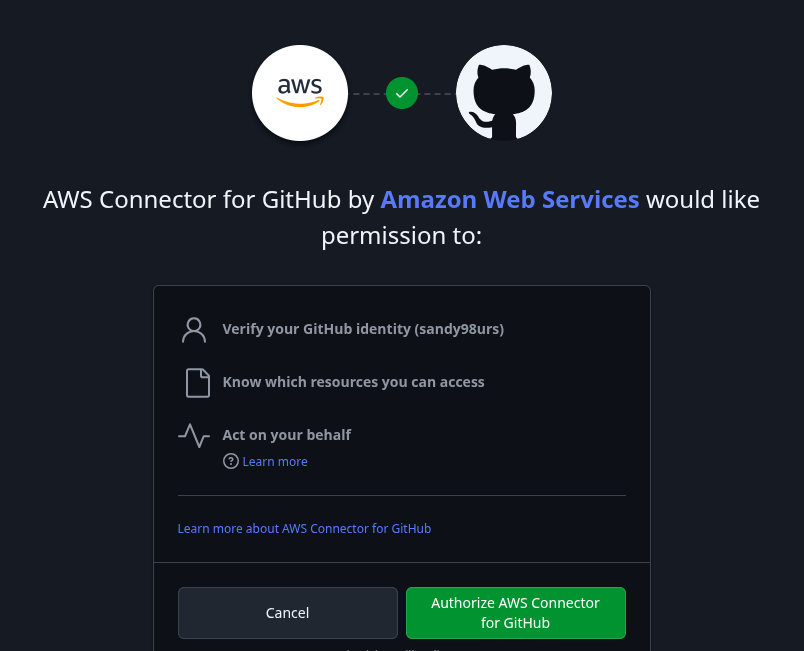 aws
AWS Connector for GitHub by Amazon Web Services would like
permission to:
Verify your GitHub identity (sandy98urs)
Know which resources you can access
Act on your behalf
Learn more
Learn more about AWS Connector for GitHub
Cancel
Authorize AWS Connector
for GitHub